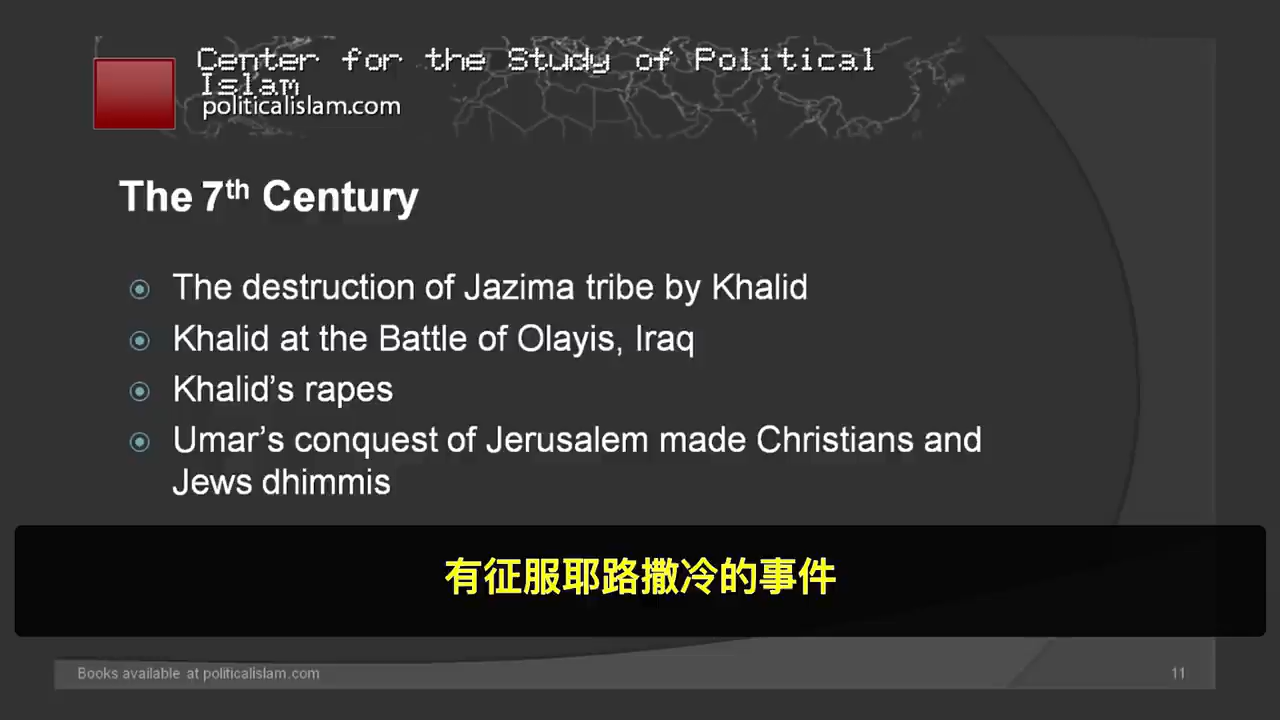 Center for the Study of Political
Islam
politicalislam.com
The 7th Century
The destruction of Jazima tribe by Khalid
Khalid at the Battle of Olayis, Iraq
Khalid's rapes
Umar's conquest of Jerusalem made Christians and
Jews dhimmis
有征服耶路撒冷的事件
Books available at politicalislam.com
11